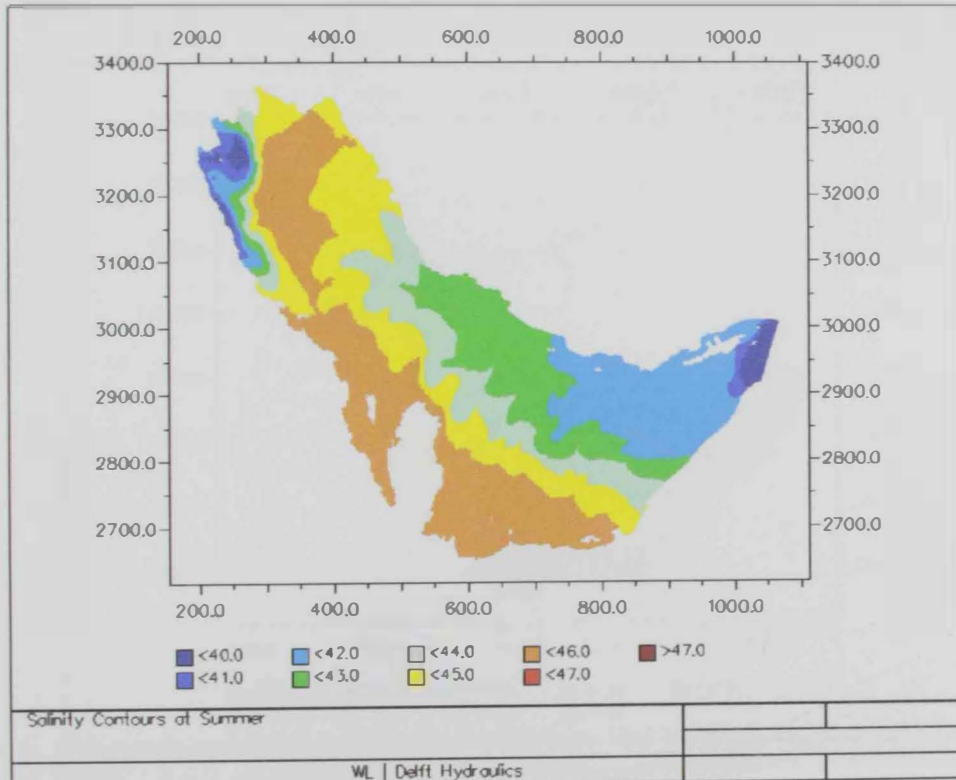 200.0 400.0 600.0 800.0 1000.0
3400.0 3400.0
3300.0 3300.0
3200.0 3200.0
3100.0 3100.0
3000.0 3000.0
2900.0 2900.0
2800.0 2800.0
2700.0 2700.0
200.0 400.0 600.0 800.0 1000.0
<40.0 <42.0 <44.0 <46.0 >47.0
<41.0 <43.0 <45.0 <47.0
Salinity Contours at Summer
WL | Delft Hydraulics